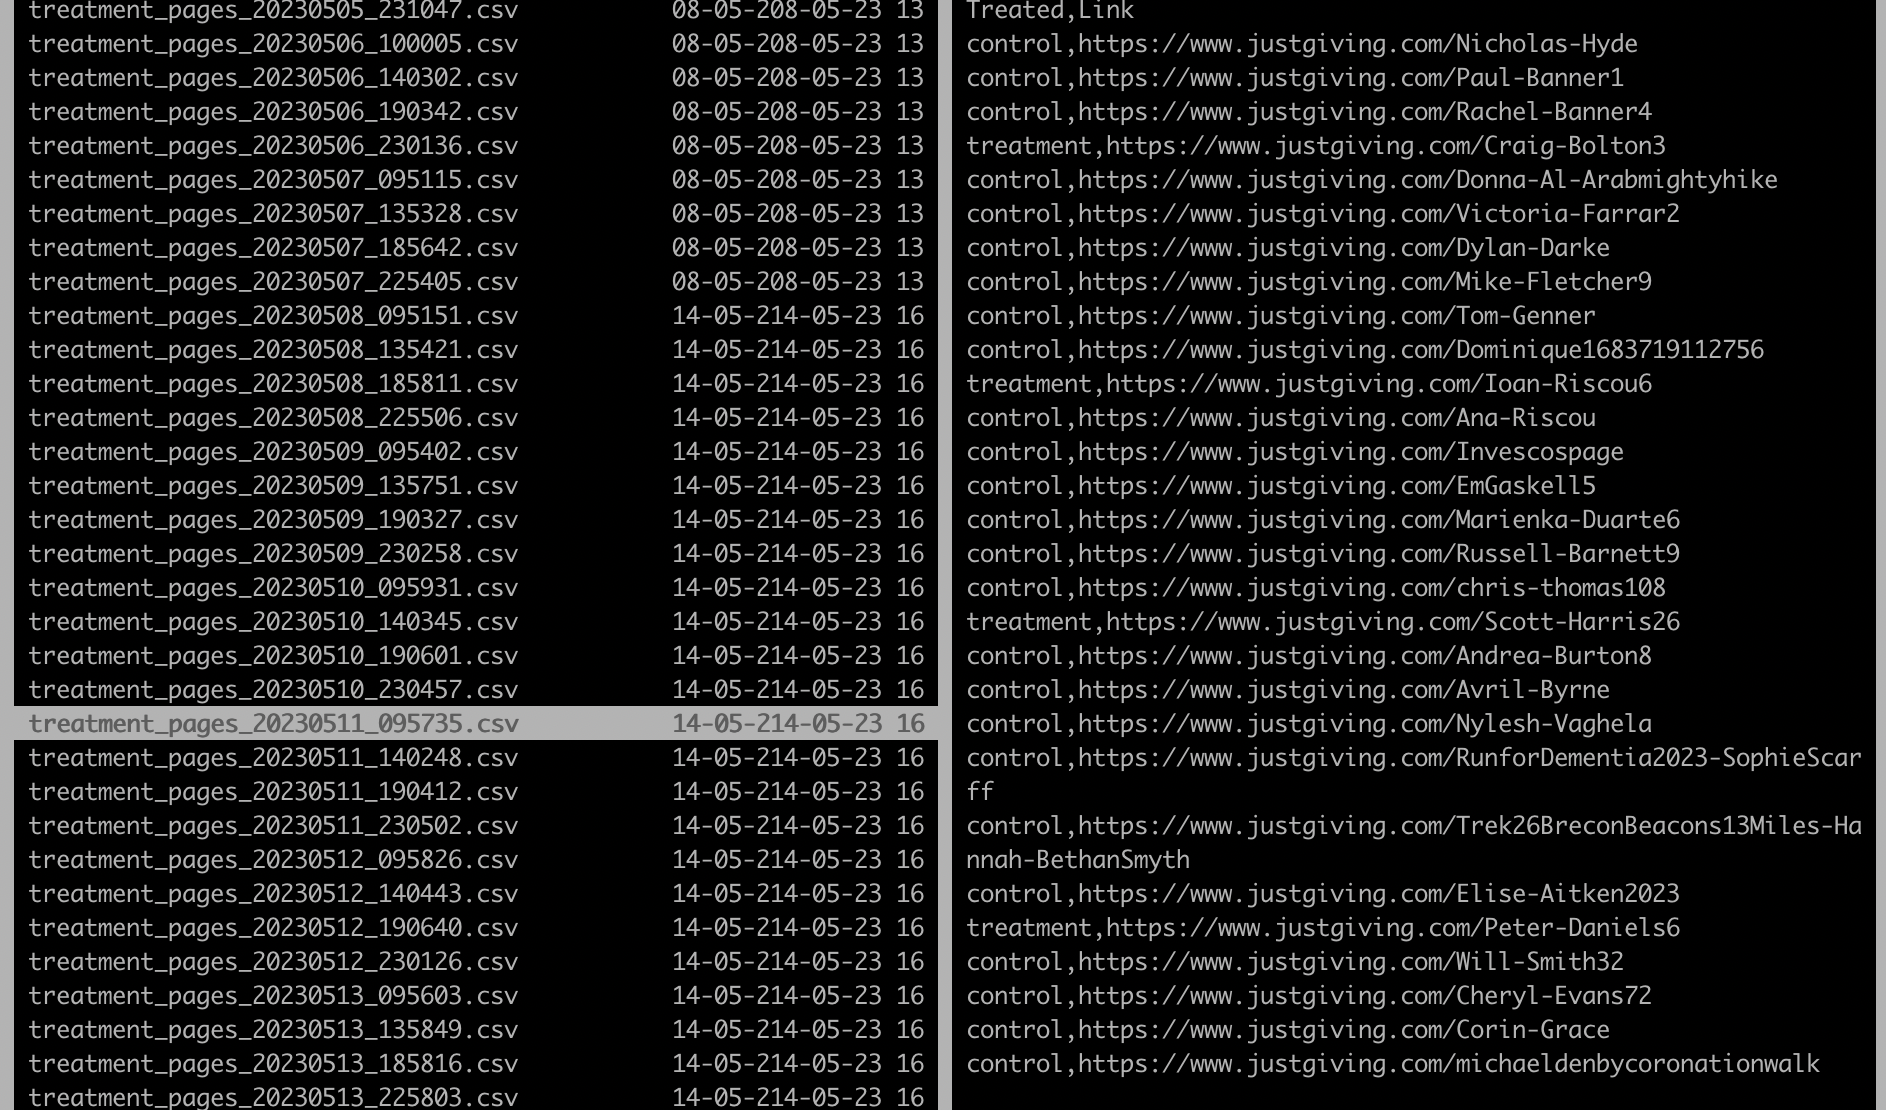 treatment_pages_20230505_231047.csv 08-05-208-05-23 13
treatment_pages_20230506_100005.csv 08-05-208-05-23 13
treatment_pages_20230506_140302.csv 08-05-208-05-23 13
treatment_pages_20230506_190342.csv 08-05-208-05-23 13
treatment_pages_20230506_230136.csv 08-05-208-05-23 13
treatment_pages_20230507_095115.csv 08-05-208-05-23 13
treatment_pages_20230507_135328.csv 08-05-208-05-23 13
treatment_pages_20230507_185642.csv 08-05-208-05-23 13
treatment_pages_20230507_225405.csv 08-05-208-05-23 13
treatment_pages_20230508_095151.csv 14-05-214-05-23 16
treatment_pages_20230508_135421.csv 14-05-214-05-23 16
treatment_pages_20230508_185811.csv 14-05-214-05-23 16
treatment_pages_20230508_225506.csv 14-05-214-05-23 16
treatment_pages_20230509_095402.csv 14-05-214-05-23 16
treatment_pages_20230509_135751.csv 14-05-214-05-23 16
treatment_pages_20230509_190327.csv 14-05-214-05-23 16
treatment_pages_20230509_230258.csv 14-05-214-05-23 16
treatment_pages_20230510_095931.csv 14-05-214-05-23 16
treatment_pages_20230510_140345.csv 14-05-214-05-23 16
treatment_pages_20230510_190601.csv 14-05-214-05-23 16
treatment_pages_20230510_230457.csv 14-05-214-05-23 16
treatment_pages_20230511_095735.csv 14-05-214-05-23 16
treatment_pages_20230511_140248.csv 14-05-214-05-23 16
treatment_pages_20230511_190412.csv 14-05-214-05-23 16
treatment_pages_20230511_230502.csv 14-05-214-05-23 16
treatment_pages_20230512_095826.csv 14-05-214-05-23 16
treatment_pages_20230512_140443.csv 14-05-214-05-23 16
treatment_pages_20230512_190640.csv 14-05-214-05-23 16
treatment_pages_20230512_230126.csv 14-05-214-05-23 16
treatment_pages_20230513_095603.csv 14-05-214-05-23 16
treatment_pages_20230513_135849.csv 14-05-214-05-23 16
treatment_pages_20230513_185816.csv 14-05-214-05-23 16
treatment_pages_20230513_225803.csv 14-05-214-05-23 16
Treated,Link
control,https://www.justgiving.com/Nicholas-Hyde
control,https://www.justgiving.com/Paul-Banner1
control,https://www.justgiving.com/Rachel-Banner4
treatment,https://www.justgiving.com/Craig-Bolton3
control,https://www.justgiving.com/Donna-Al-Arabmightyhike
control,https://www.justgiving.com/Victoria-Farrar2
control,https://www.justgiving.com/Dylan-Darke
control,https://www.justgiving.com/Mike-Fletcher9
control,https://www.justgiving.com/Tom-Genner
control,https://www.justgiving.com/Dominique1683719112756
treatment,https://www.justgiving.com/Ioan-Riscou6
control,https://www.justgiving.com/Ana-Riscou
control,https://www.justgiving.com/Invescospage
control,https://www.justgiving.com/EmGaskell5
control,https://www.justgiving.com/Marienka-Duarte6
control,https://www.justgiving.com/Russell-Barnett9
control,https://www.justgiving.com/chris-thomas108
treatment,https://www.justgiving.com/Scott-Harris26
control,https://www.justgiving.com/Andrea-Burton8
control,https://www.justgiving.com/Avril-Byrne
control,https://www.justgiving.com/Nylesh-Vaghela
control,https://www.justgiving.com/RunforDementia2023-SophieScar
ff
control,https://www.justgiving.com/Trek26BreconBeacons13Miles-Ha
nnah-BethanSmyth
control,https://www.justgiving.com/Elise-Aitken2023
treatment,https://www.justgiving.com/Peter-Daniels6
control,https://www.justgiving.com/Will-Smith32
control,https://www.justgiving.com/Cheryl-Evans72
control,https://www.justgiving.com/Corin-Grace
control,https://www.justgiving.com/michaeldenbycoronationwalk